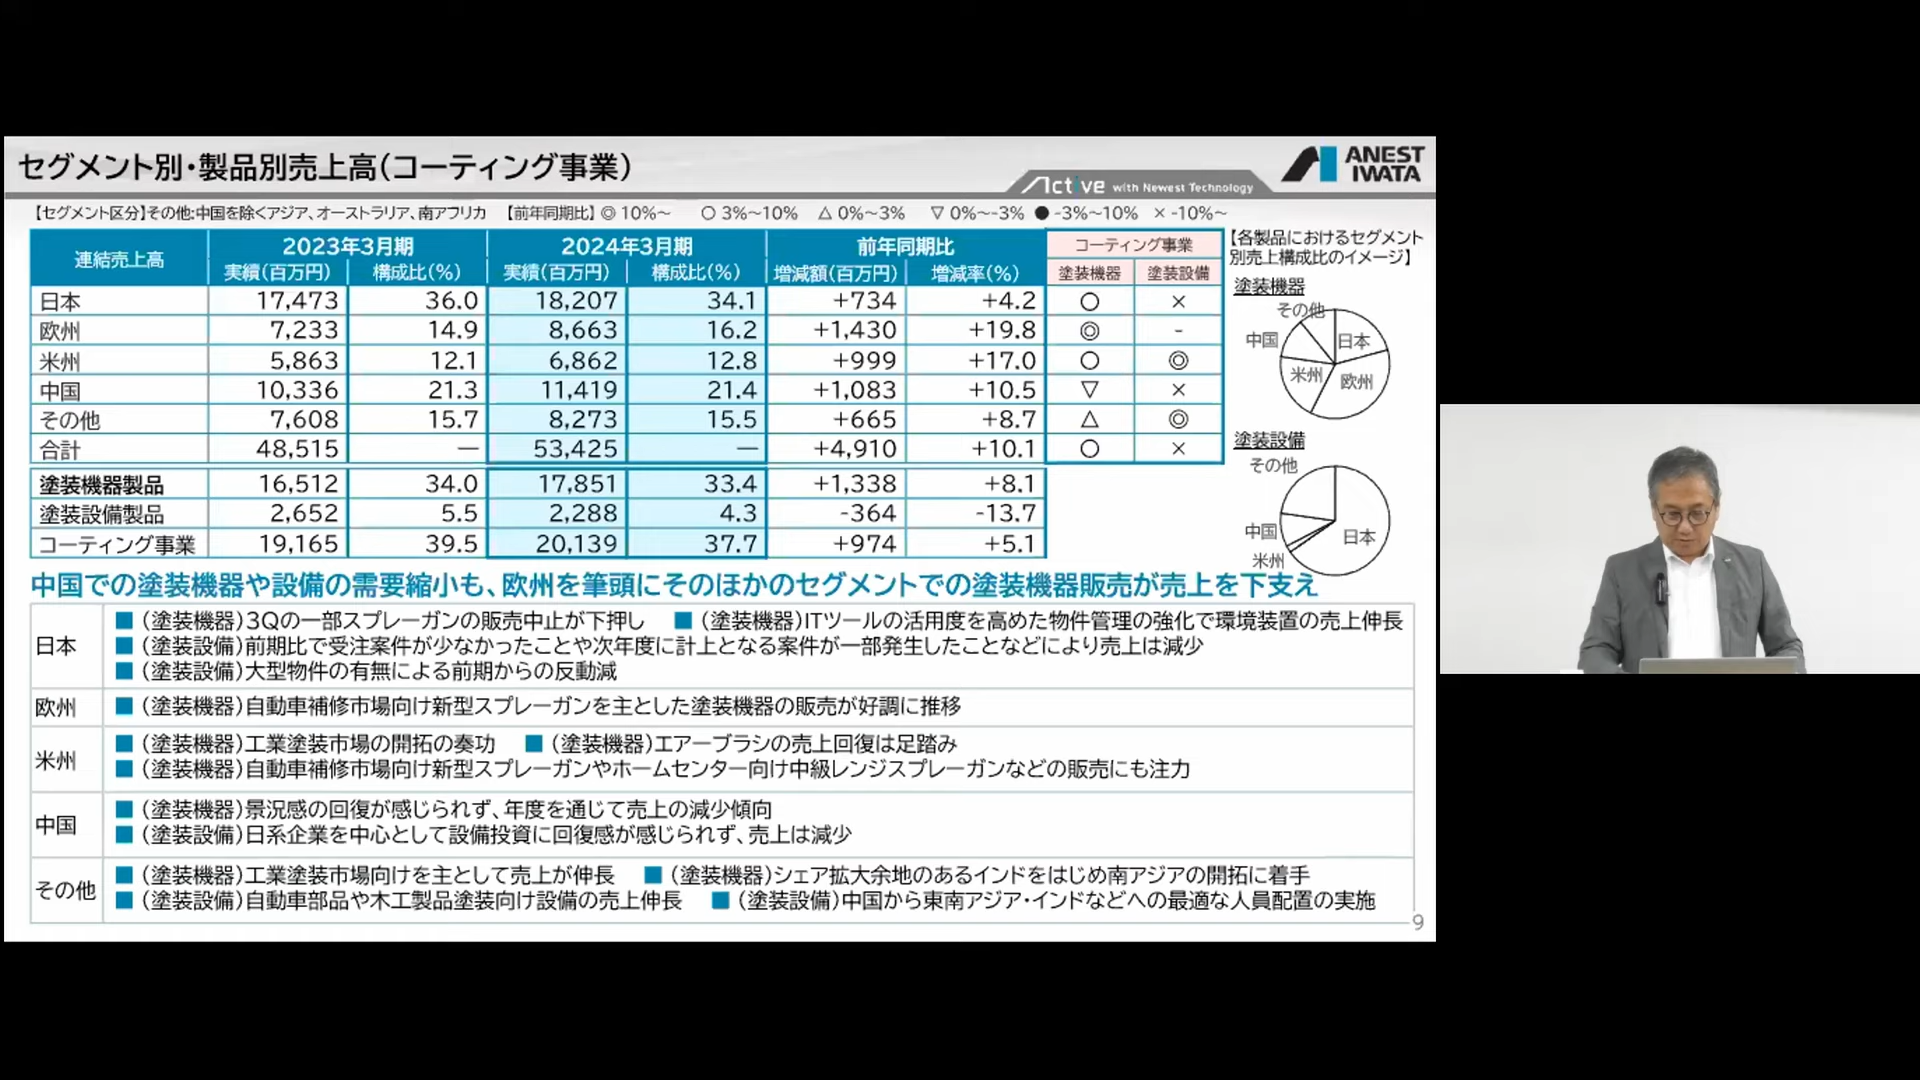 セグメント別・製品別売上高(コーティング事業)
ANEST IWATA
Active with Newest Technology
【セグメント区分】その他:中国を除くアジア、オーストラリア、南アフリカ 【前年同期比】◎ 10%~ ○ 3%~10% △ 0%~3% ▽ 0%~-3% ● -3%~10% × -10%~
連結売上高 2023年3月期 2024年3月期 前年同期比 コーティング事業
実績(百万円) 構成比(%) 実績(百万円) 構成比(%) 増減額(百万円) 増減率(%) 塗装機器 塗装設備
日本 17,473 36.0 18,207 34.1 +734 +4.2 ○ ×
欧州 7,233 14.9 8,663 16.2 +1,430 +19.8 ◎ -
米州 5,863 12.1 6,862 12.8 +999 +17.0 ○ ◎
中国 10,336 21.3 11,419 21.4 +1,083 +10.5 ▽ ×
その他 7,608 15.7 8,273 15.5 +665 +8.7 △ ◎
合計 48,515 — 53,425 — +4,910 +10.1 ○ ×
塗装機器製品 16,512 34.0 17,851 33.4 +1,338 +8.1
塗装設備製品 2,652 5.5 2,288 4.3 -364 -13.7
コーティング事業 19,165 39.5 20,139 37.7 +974 +5.1
【各製品におけるセグメント
別売上構成比のイメージ】
塗装機器
その他
中国 日本
米州 欧州
塗装設備
その他
中国 日本
米州
中国での塗装機器や設備の需要縮小も、欧州を筆頭にそのほかのセグメントでの塗装機器販売が売上を下支え
日本
■ (塗装機器)3Qの一部スプレーガンの販売中止が下押し ■ (塗装機器)ITツールの活用度を高めた物件管理の強化で環境装置の売上伸長
■ (塗装設備)前期比で受注案件が少なかったことや次年度に計上となる案件が一部発生したことなどにより売上は減少
■ (塗装設備)大型物件の有無による前期からの反動減
欧州
■ (塗装機器)自動車補修市場向け新型スプレーガンを主とした塗装機器の販売が好調に推移
米州
■ (塗装機器)工業塗装市場の開拓の奏功 ■ (塗装機器)エアーブラシの売上回復は足踏み
■ (塗装機器)自動車補修市場向け新型スプレーガンやホームセンター向け中級レンジスプレーガンなどの販売にも注力
中国
■ (塗装機器)景況感の回復が感じられず、年度を通じて売上の減少傾向
■ (塗装設備)日系企業を中心として設備投資に回復感が感じられず、売上は減少
その他
■ (塗装機器)工業塗装市場向けを主として売上が伸長 ■ (塗装機器)シェア拡大余地のあるインドをはじめ南アジアの開拓に着手
■ (塗装設備)自動車部品や木工製品塗装向け設備の売上伸長 ■ (塗装設備)中国から東南アジア・インドなどへの最適な人員配置の実施
9